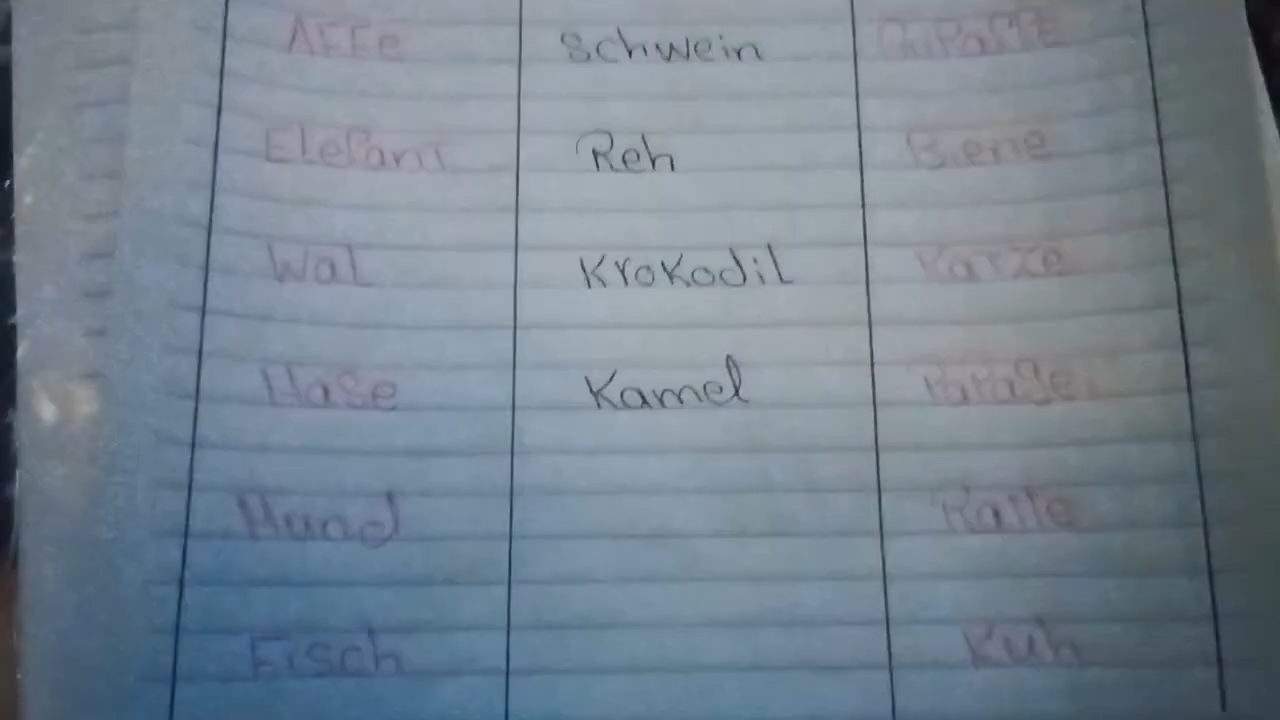 Affe Schwein Giraffe
Elefant Reh Biene
Wal Krokodil Katze
Hase Kamel Papagei
Hund Ratte
Fisch Kuh